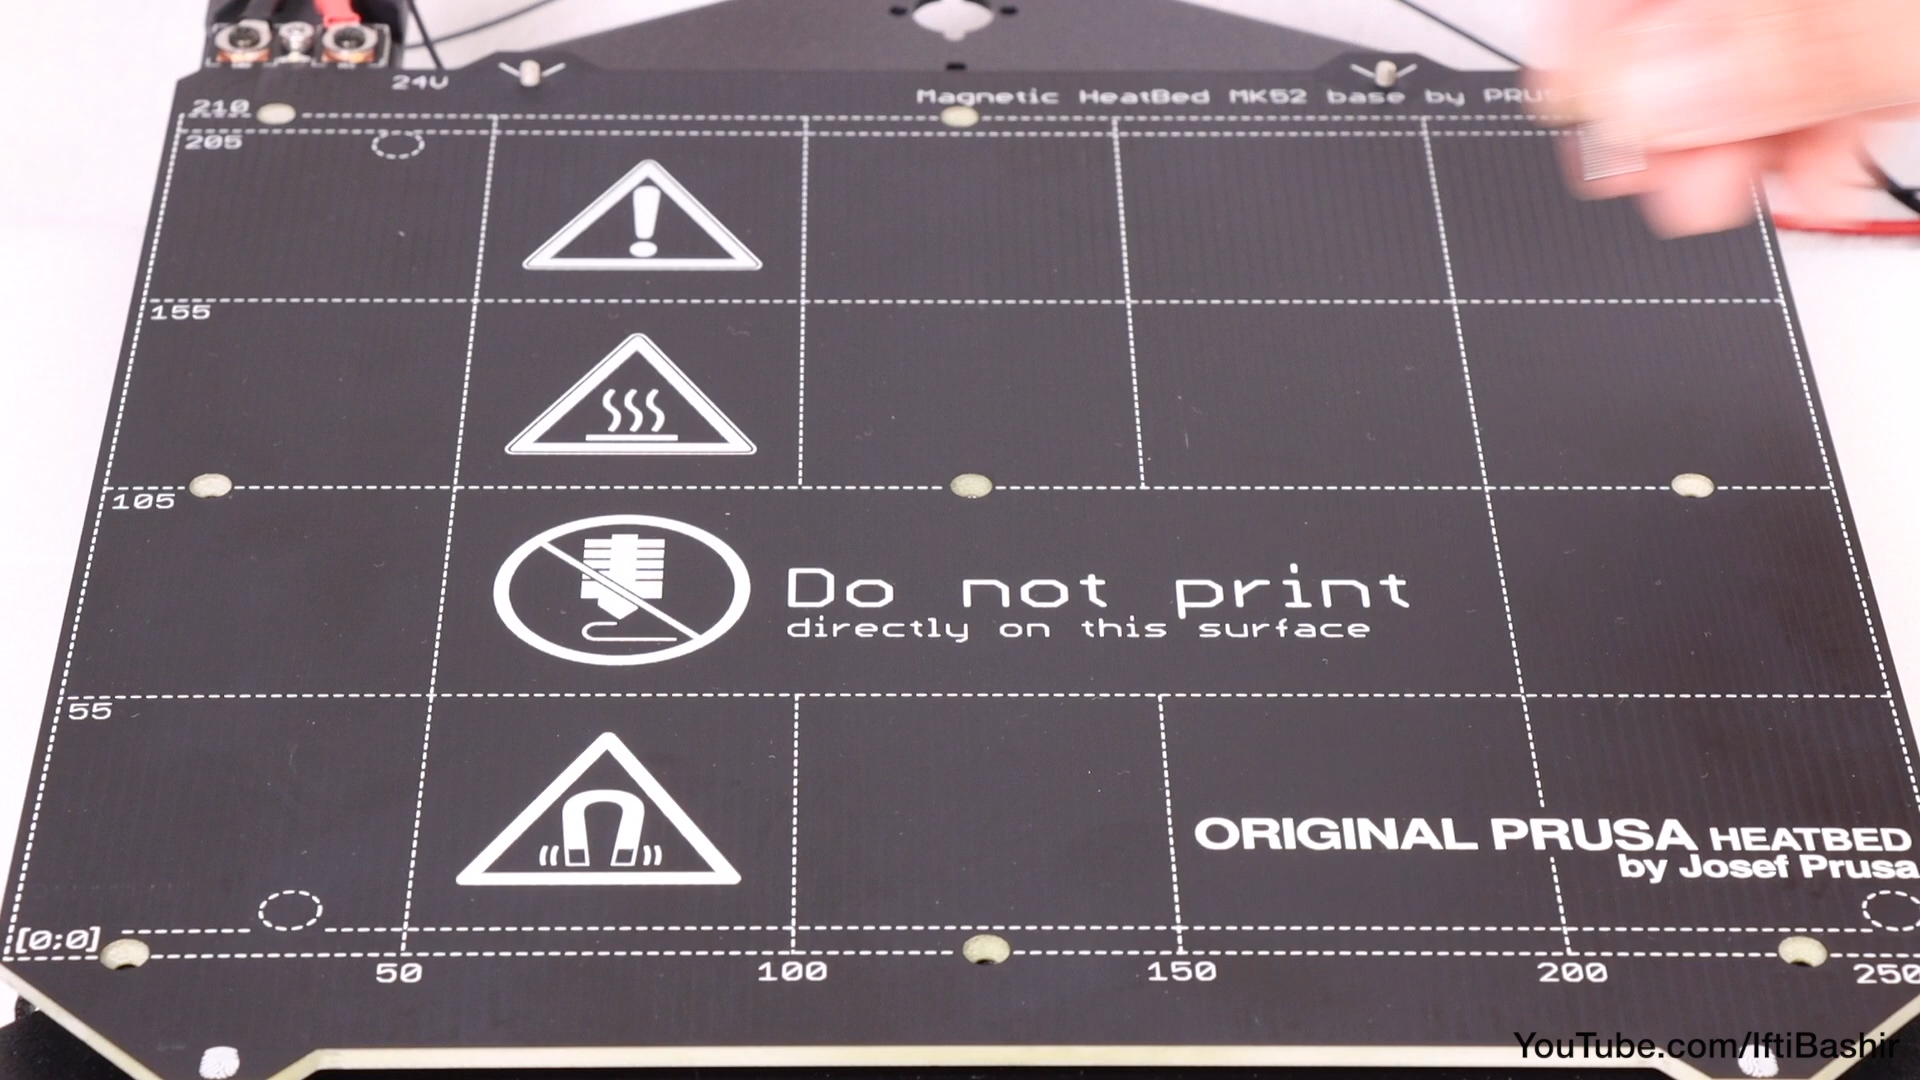 24V
Magnetic HeatBed MK52 base by
210
205
155
105
Do not print
directly on this surface
55
ORIGINAL PRUSA HEATBED
by Josef Prusa
[0;0]
50 100 150 200 250
YouTube.com/IftiBashir